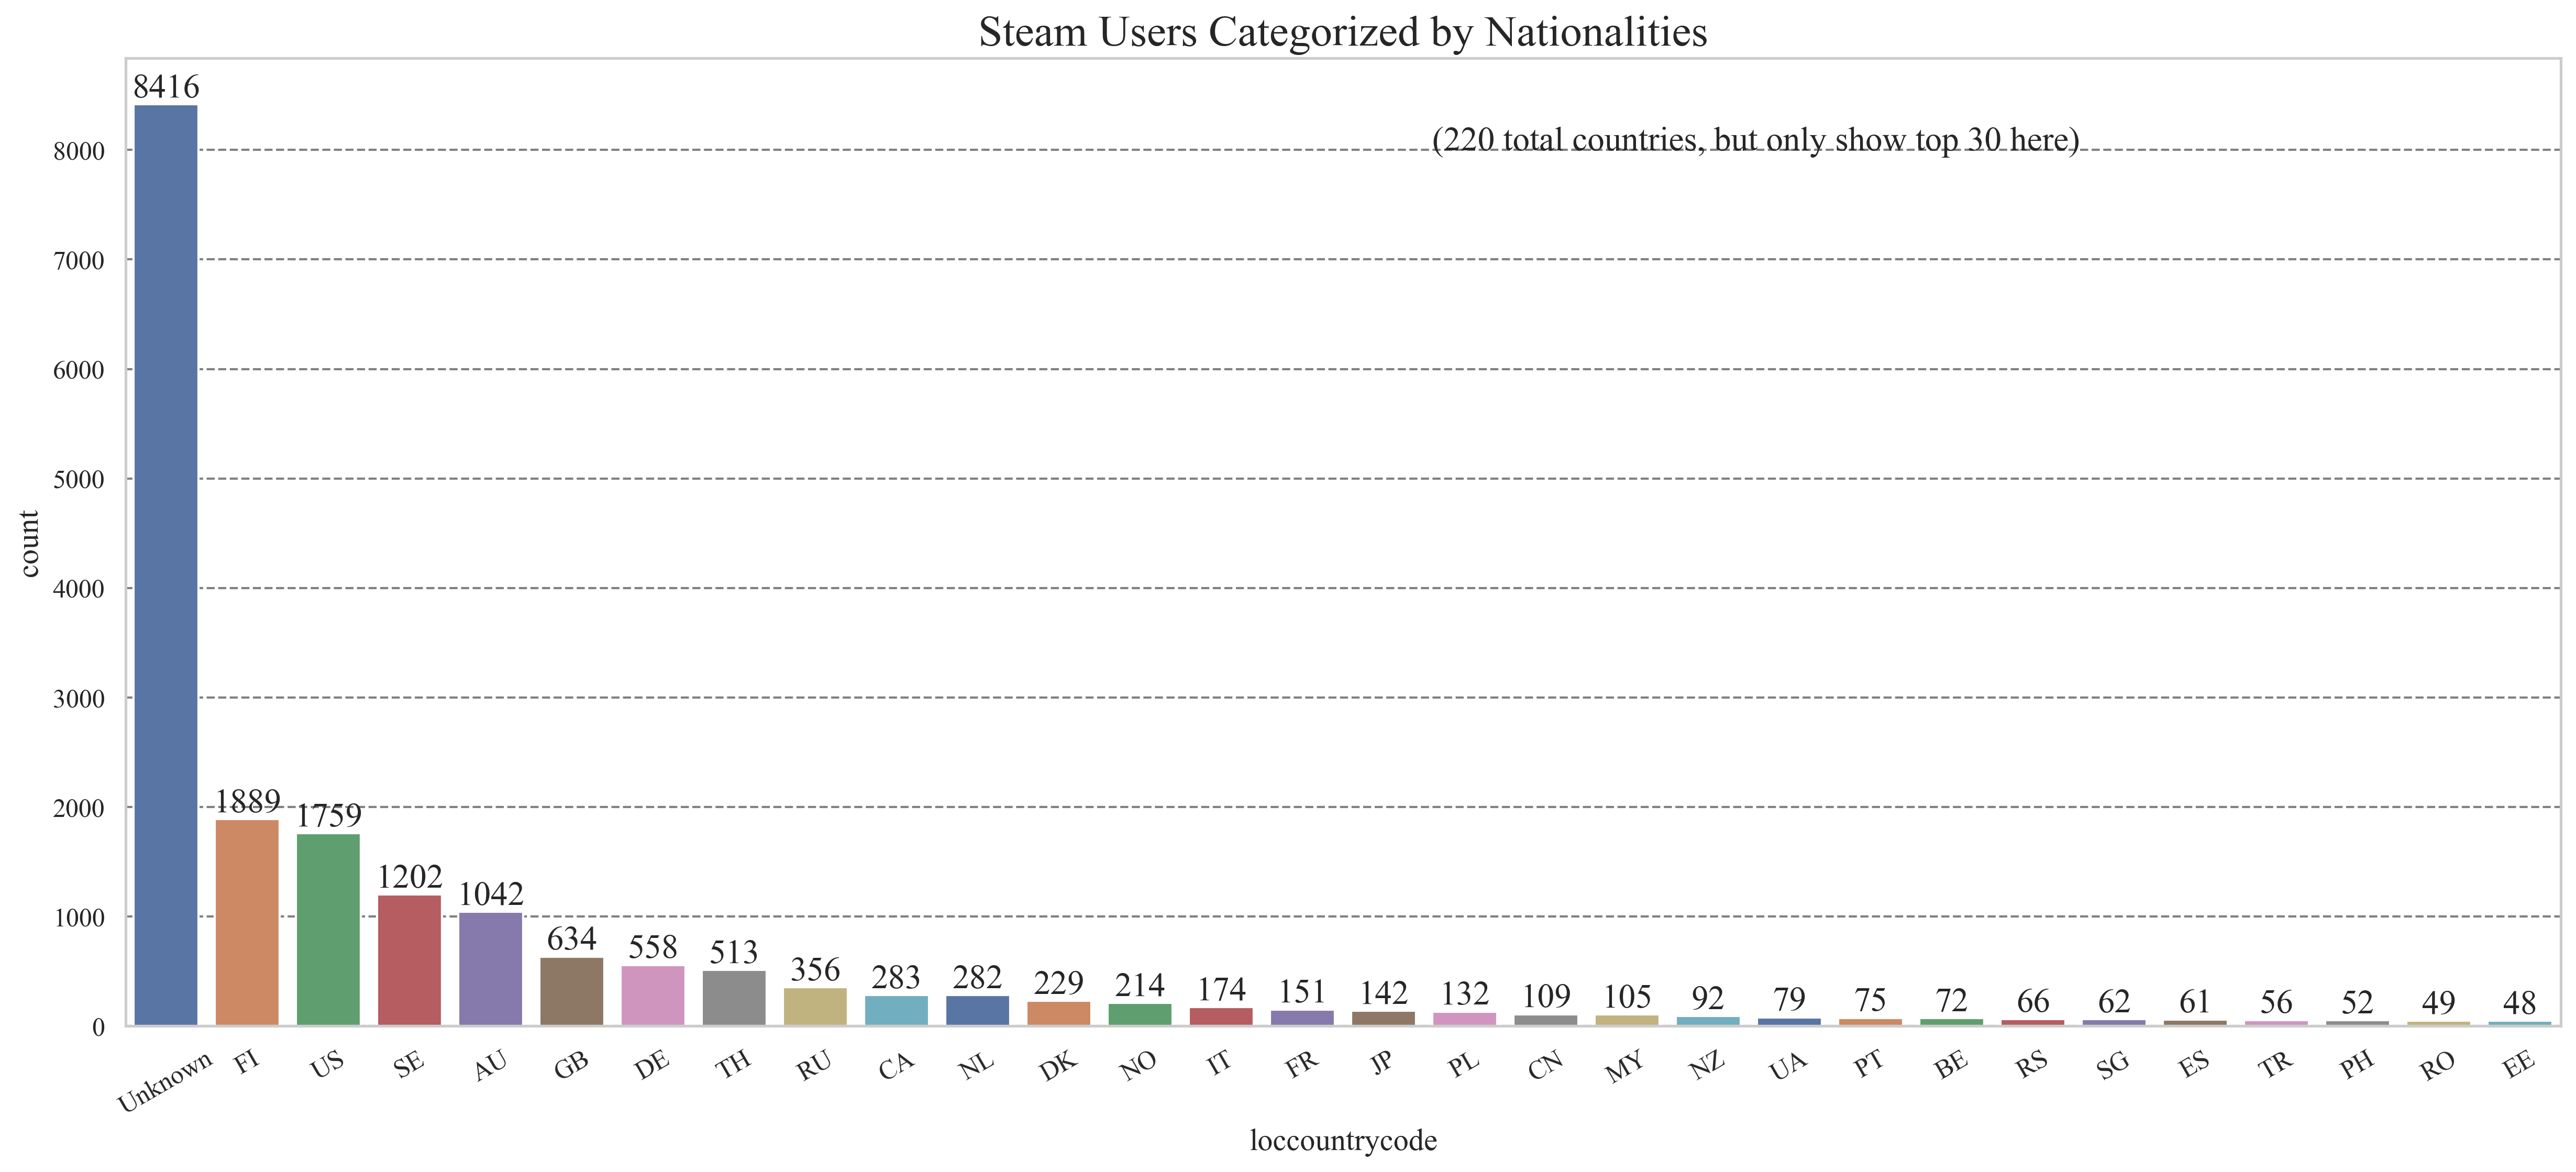 Steam Users Categorized by Nationalities
(220 total countries, but only show top 30 here)
count
8000
7000
6000
5000
4000
3000
2000
1000
0
8416
1889
1759
1202
1042
634
558
513
356
283
282
229
214
174
151
142
132
109
105
92
79
75
72
66
62
61
56
52
49
48
Unknown
FI
US
SE
AU
GB
DE
TH
RU
CA
NL
DK
NO
IT
FR
JP
PL
CN
MY
NZ
UA
PT
BE
RS
SG
ES
TR
PH
RO
EE
loccountrycode